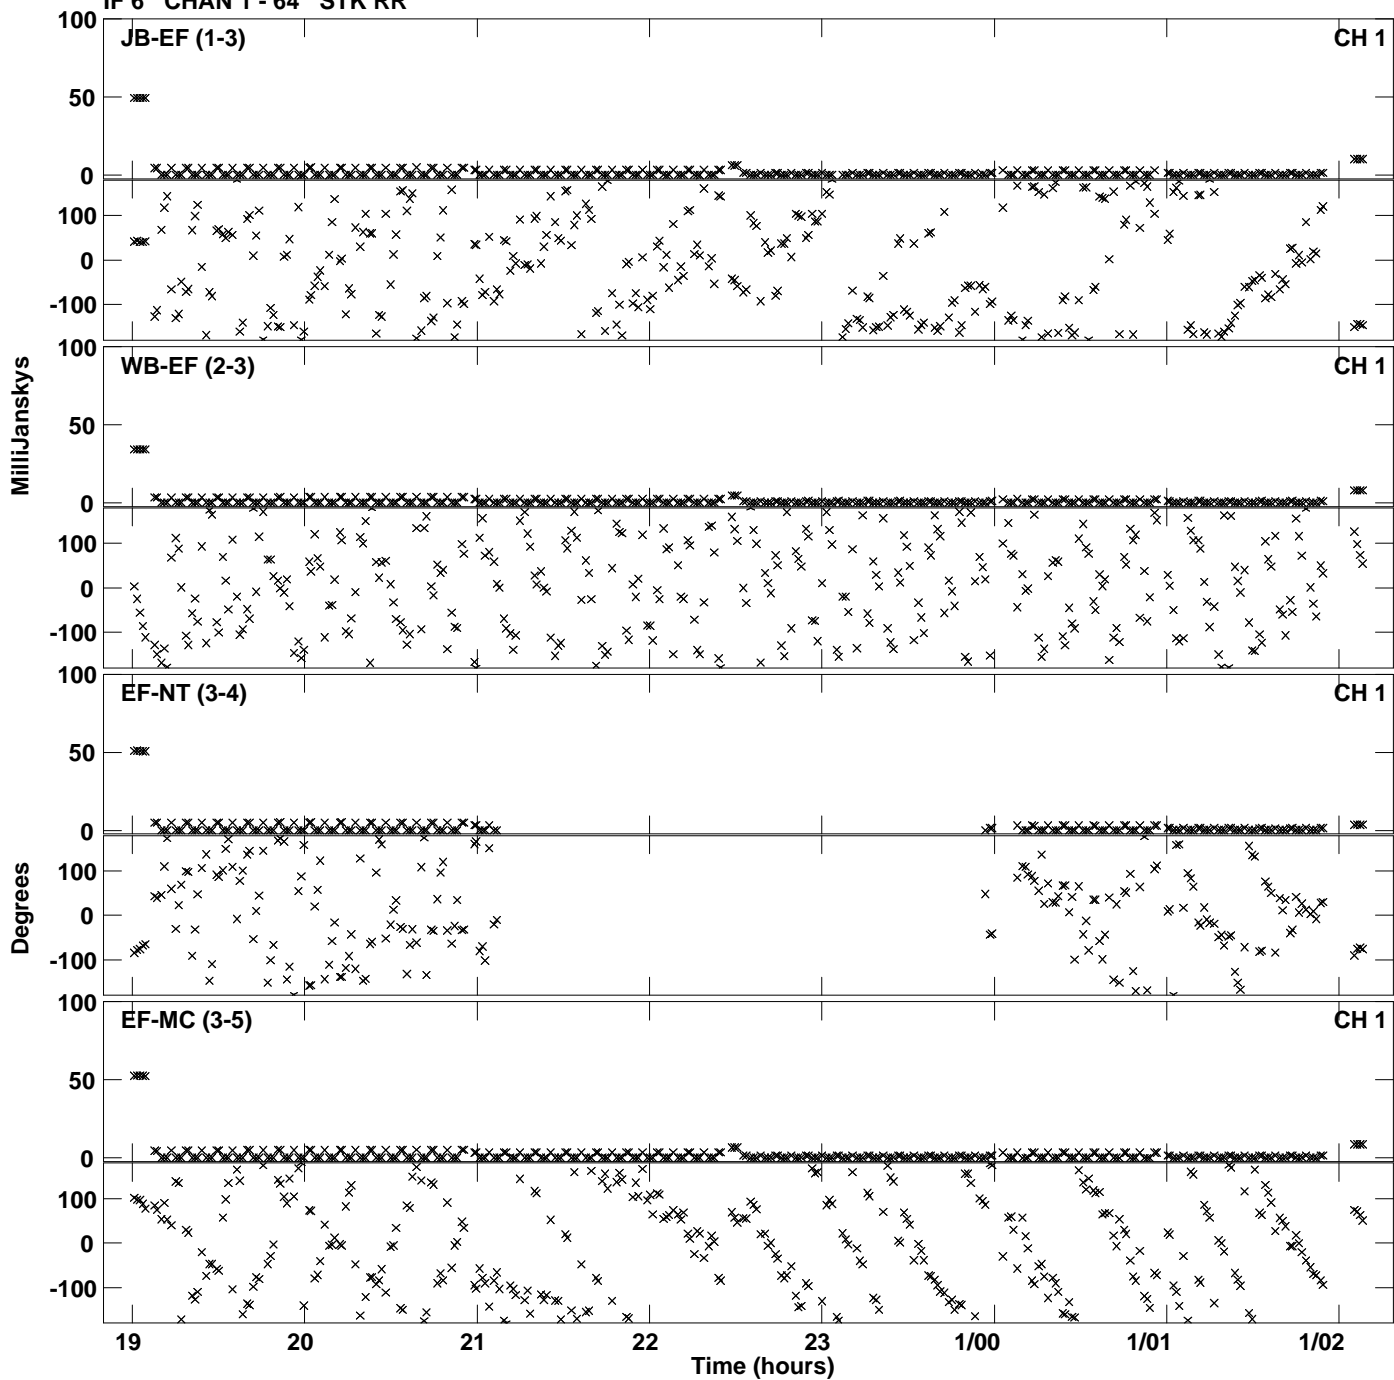 IF 6 CHAN 1 - 64 STK RR
100
JB-EF (1-3)
CH 1
50
0
100
0
-100
100
WB-EF (2-3)
CH 1
50
0
100
0
-100
100
EF-NT (3-4)
CH 1
50
0
100
0
-100
100
EF-MC (3-5)
CH 1
50
0
100
0
-100
MilliJanskys
Degrees
19 20 21 22 23 1/00 1/01 1/02
Time (hours)